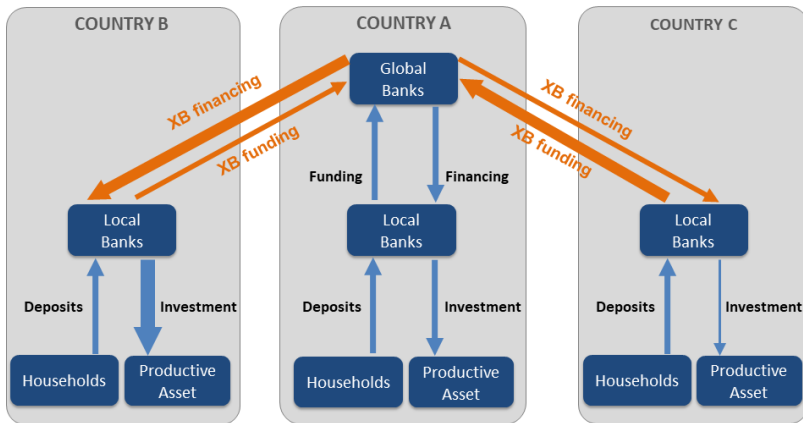 COUNTRY B
COUNTRY A
COUNTRY C
Global
Banks
XB financing
XB funding
XB financing
XB funding
Funding
Financing
Local
Banks
Local
Banks
Local
Banks
Deposits
Investment
Deposits
Investment
Deposits
Investment
Households
Productive
Asset
Households
Productive
Asset
Households
Productive
Asset